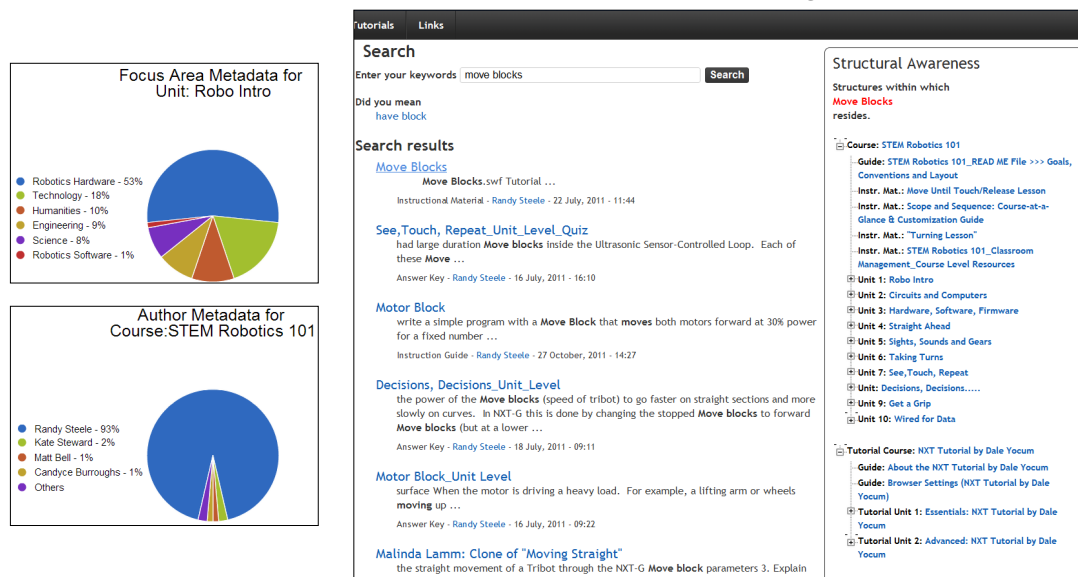 Focus Area Metadata for
Unit: Robo Intro
Robotics Hardware - 53%
Technology - 18%
Humanities - 10%
Engineering - 9%
Science - 8%
Robotics Software - 1%
Author Metadata for
Course:STEM Robotics 101
Randy Steele - 93%
Kate Steward - 2%
Matt Bell - 1%
Candyce Burroughs - 1%
Others
Tutorials Links
Search
Enter your keywords move blocks Search
Did you mean
have block
Search results
Move Blocks
Move Blocks.swf Tutorial ...
Instructional Material - Randy Steele - 22 July, 2011 - 11:44
See,Touch, Repeat_Unit_Level_Quiz
had large duration Move blocks inside the Ultrasonic Sensor-Controlled Loop. Each of
these Move ...
Answer Key - Randy Steele - 16 July, 2011 - 16:10
Motor Block
write a simple program with a Move Block that moves both motors forward at 30% power
for a fixed number ...
Instruction Guide - Randy Steele - 27 October, 2011 - 14:27
Decisions, Decisions_Unit_Level
the power of the Move blocks (speed of tribot) to go faster on straight sections and more
slowly on curves. In NXT-G this is done by changing the stopped Move blocks to forward
Move blocks (but at a lower ...
Answer Key - Randy Steele - 18 July, 2011 - 09:11
Motor Block_Unit Level
surface When the motor is driving a heavy load. For example, a lifting arm or wheels
moving up ...
Answer Key - Randy Steele - 16 July, 2011 - 09:22
Malinda Lamm: Clone of "Moving Straight"
the straight movement of a Tribot through the NXT-G Move block parameters 3. Explain
Structural Awareness
Structures within which
Move Blocks
resides.
Course: STEM Robotics 101
Guide: STEM Robotics 101_READ ME File >>> Goals,
Conventions and Layout
Instr. Mat.: Move Until Touch/Release Lesson
Instr. Mat.: Scope and Sequence: Course-at-a-
Glance & Customization Guide
Instr. Mat.: "Turning Lesson"
Instr. Mat.: STEM Robotics 101_Classroom
Management_Course Level Resources
Unit 1: Robo Intro
Unit 2: Circuits and Computers
Unit 3: Hardware, Software, Firmware
Unit 4: Straight Ahead
Unit 5: Sights, Sounds and Gears
Unit 6: Taking Turns
Unit 7: See,Touch, Repeat
Unit: Decisions, Decisions.....
Unit 9: Get a Grip
Unit 10: Wired for Data
Tutorial Course: NXT Tutorial by Dale Yocum
Guide: About the NXT Tutorial by Dale Yocum
Guide: Browser Settings (NXT Tutorial by Dale
Yocum)
Tutorial Unit 1: Essentials: NXT Tutorial by Dale
Yocum
Tutorial Unit 2: Advanced: NXT Tutorial by Dale
Yocum